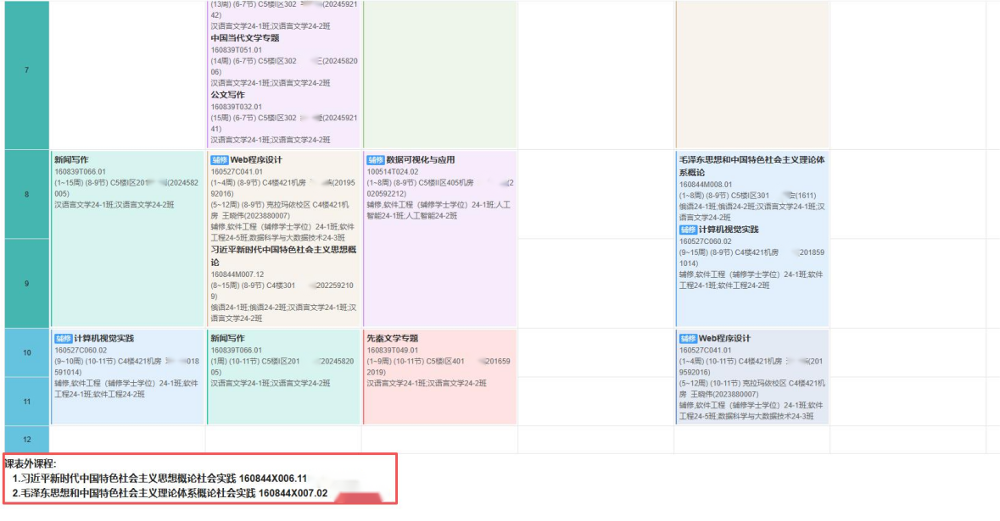 (13周) (6-7节) C5楼I区302 (20245921
42)
汉语言文学24-1班;汉语言文学24-2班
中国当代文学专题
160839T051.01
(14周) (6-7节) C5楼I区302 (20245820
06)
汉语言文学24-1班;汉语言文学24-2班
公文写作
160839T032.01
(15周) (6-7节) C5楼I区302 (20245921
41)
汉语言文学24-1班;汉语言文学24-2班
7
8
9
新闻写作
160839T066.01
(1~15周) (8-9节) C5楼I区201 (2024582
005)
汉语言文学24-1班;汉语言文学24-2班
辅修 Web程序设计
160527C041.01
(1~4周) (8-9节) C4楼421机房 (20195
92016)
(5~12周) (8-9节) 克拉玛依校区 C4楼421机
房 王晓伟(2023880007)
辅修,软件工程（辅修学士学位）24-1班;软件
工程24-5班;数据科学与大数据技术24-3班
习近平新时代中国特色社会主义思想概
论
160844M007.12
(8~15周) (8-9节) C4楼301 202259210
9)
俄语24-1班;俄语24-2班;汉语言文学24-1班;汉
语言文学24-2班
辅修 数据可视化与应用
100514T024.02
(1~8周) (8-9节) C5楼II区405机房 (2
020592212)
辅修,软件工程（辅修学士学位）24-1班;人工
智能24-1班;人工智能24-2班
毛泽东思想和中国特色社会主义理论体
系概论
160844M008.01
(1~8周) (8-9节) C5楼I区301 (1611)
俄语24-1班;俄语24-2班;汉语言文学24-1班;汉
语言文学24-2班
辅修 计算机视觉实践
160527C060.02
(9~15周) (8-9节) C4楼421机房 201859
1014)
辅修,软件工程（辅修学士学位）24-1班;软件
工程24-1班;软件工程24-2班
10
11
辅修 计算机视觉实践
160527C060.02
(9~10周) (10-11节) C4楼421机房 018
591014)
辅修,软件工程（辅修学士学位）24-1班;软件
工程24-1班;软件工程24-2班
新闻写作
160839T066.01
(1周) (10-11节) C5楼I区201 20245820
05)
汉语言文学24-1班;汉语言文学24-2班
先秦文学专题
160839T049.01
(1~9周) (10-11节) C5楼I区401 201659
2019)
汉语言文学24-1班;汉语言文学24-2班
辅修 Web程序设计
160527C041.01
(1~4周) (10-11节) C4楼421机房 (201
9592016)
(5~12周) (10-11节) 克拉玛依校区 C4楼421机
房 王晓伟(2023880007)
辅修,软件工程（辅修学士学位）24-1班;软件
工程24-5班;数据科学与大数据技术24-3班
12
课表外课程:
1.习近平新时代中国特色社会主义思想概论社会实践 160844X006.11
2.毛泽东思想和中国特色社会主义理论体系概论社会实践 160844X007.02